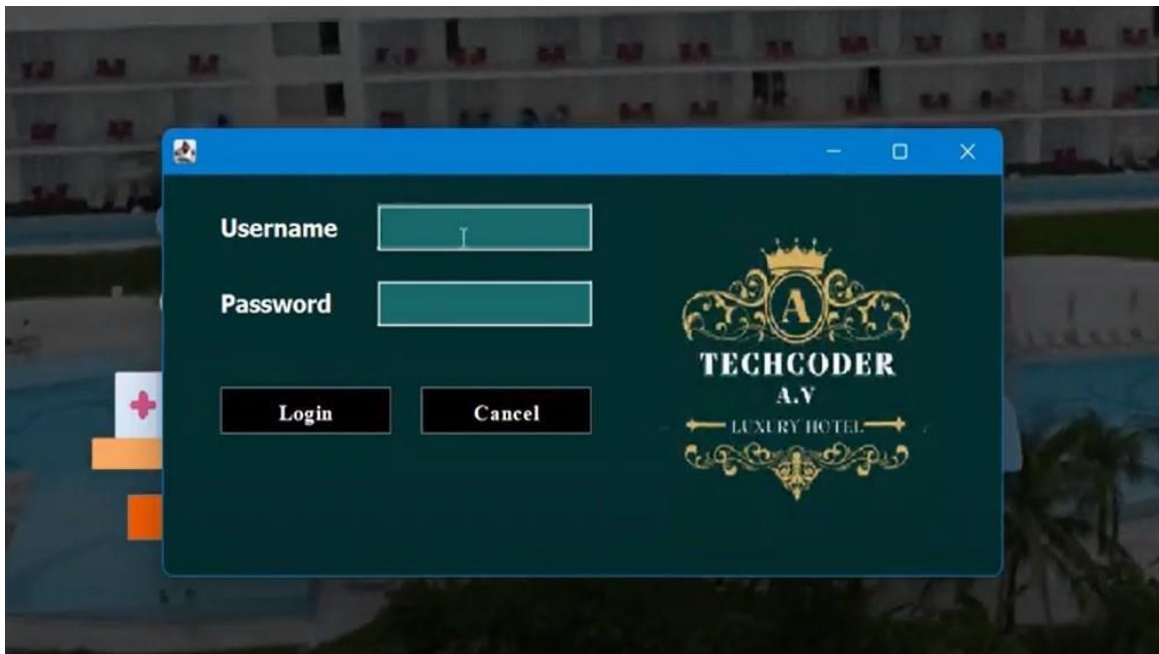 Username
Password
Login
Cancel
A
TECHCODER
A.V
LUXURY HOTEL